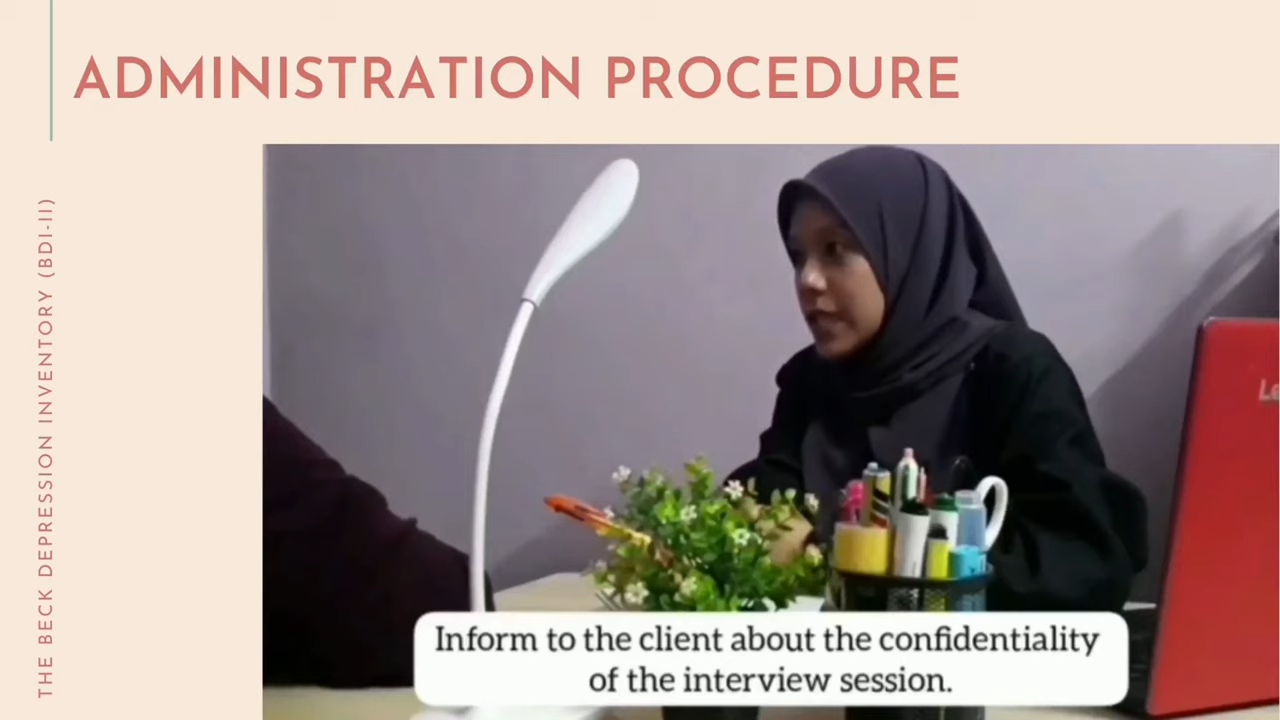 ADMINISTRATION PROCEDURE
THE BECK DEPRESSION INVENTORY (BDI-II)
Le
Inform to the client about the confidentiality
of the interview session.